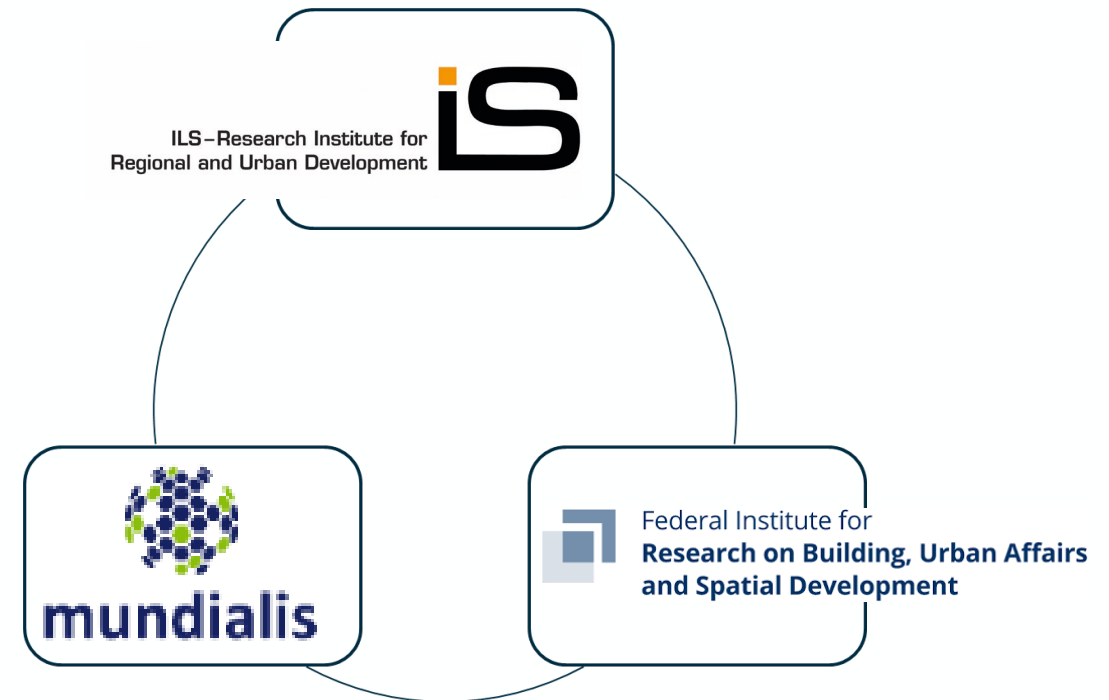 ILS-Research Institute for
Regional and Urban Development
ils
mundialis
Federal Institute for
Research on Building, Urban Affairs
and Spatial Development